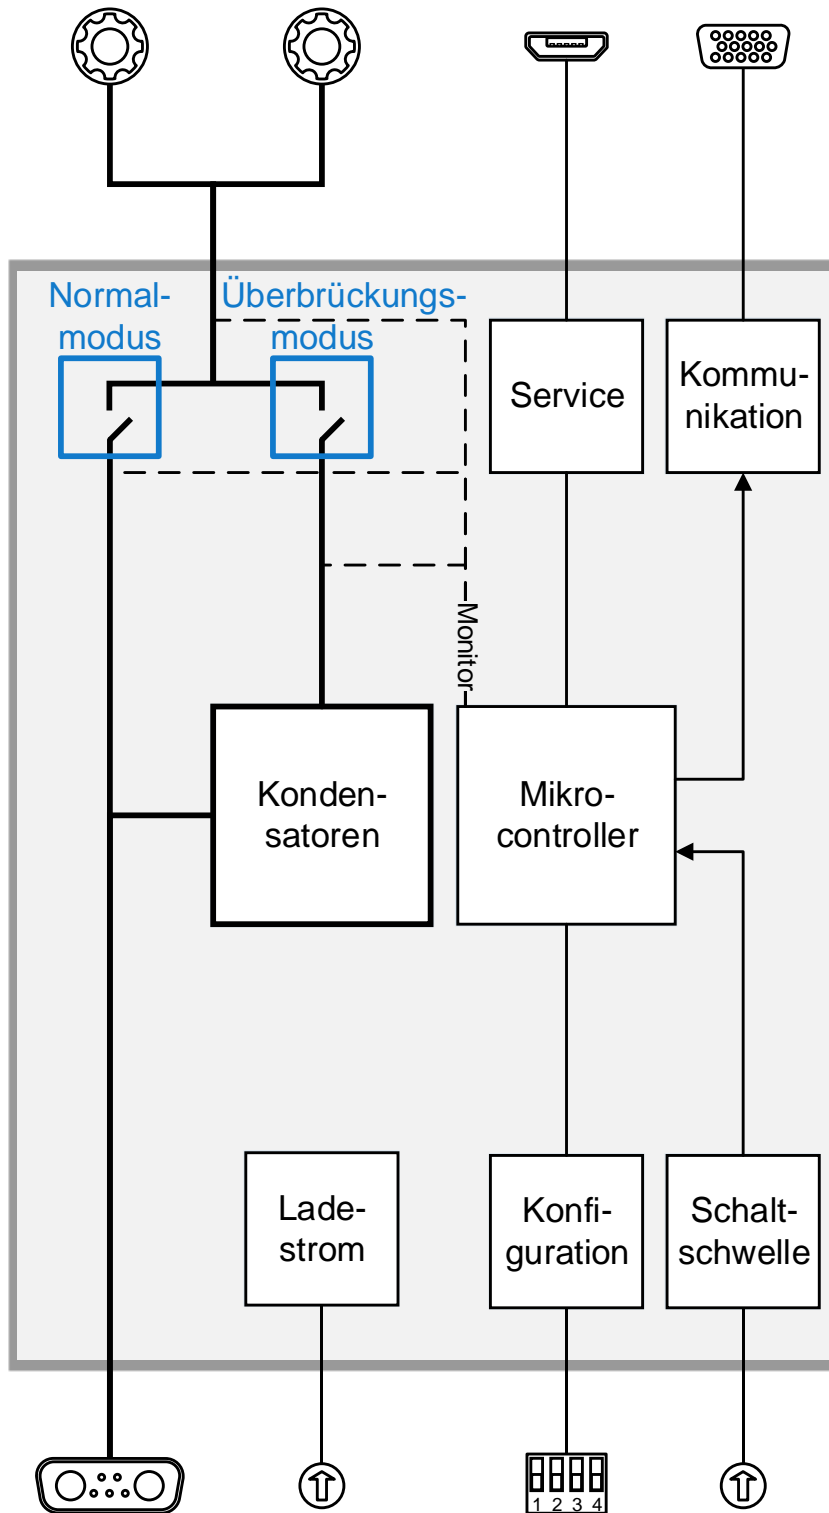 Normal-
modus
Überbrückungs-
modus
Service
Kommu-
nikation
Monitor
Konden-
satoren
Mikro-
controller
Lade-
strom
Konfi-
guration
Schalt-
schwelle
1 2 3 4